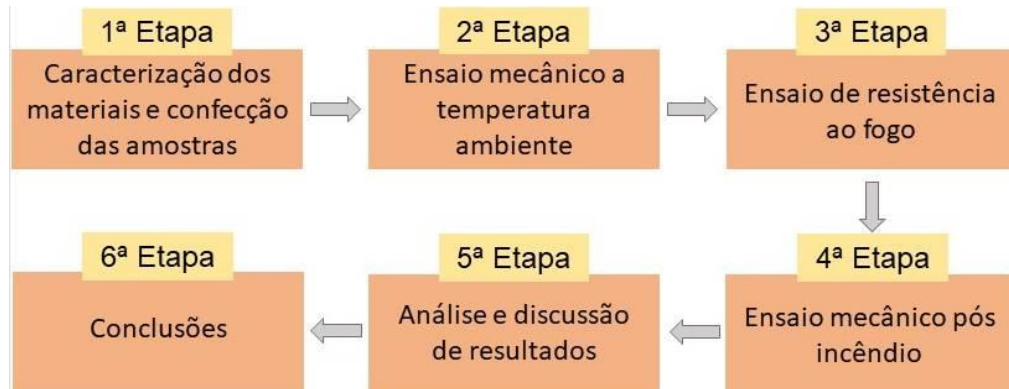 1ª Etapa
Caracterização dos
materiais e confecção
das amostras
2ª Etapa
Ensaio mecânico a
temperatura
ambiente
3ª Etapa
Ensaio de resistência
ao fogo
4ª Etapa
Ensaio mecânico pós
incêndio
5ª Etapa
Análise e discussão
de resultados
6ª Etapa
Conclusões